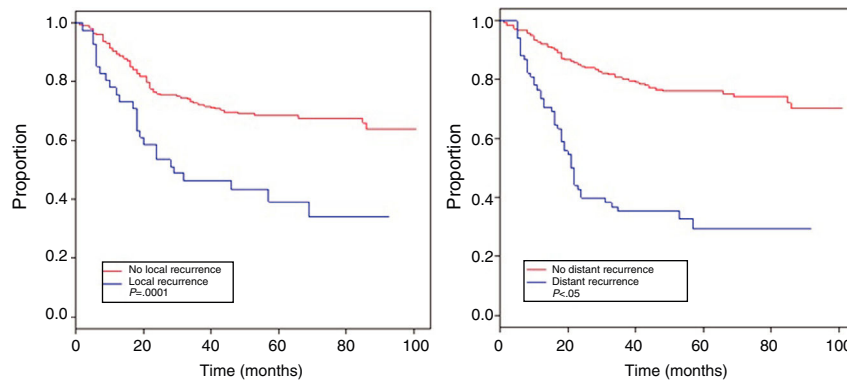 1.0
0.8
0.6
0.4
0.2
0.0
Proportion
No local recurrence
Local recurrence
P=.0001
0 20 40 60 80 100
Time (months)
1.0
0.8
0.6
0.4
0.2
0.0
Proportion
No distant recurrence
Distant recurrence
P<.05
0 20 40 60 80 100
Time (months)